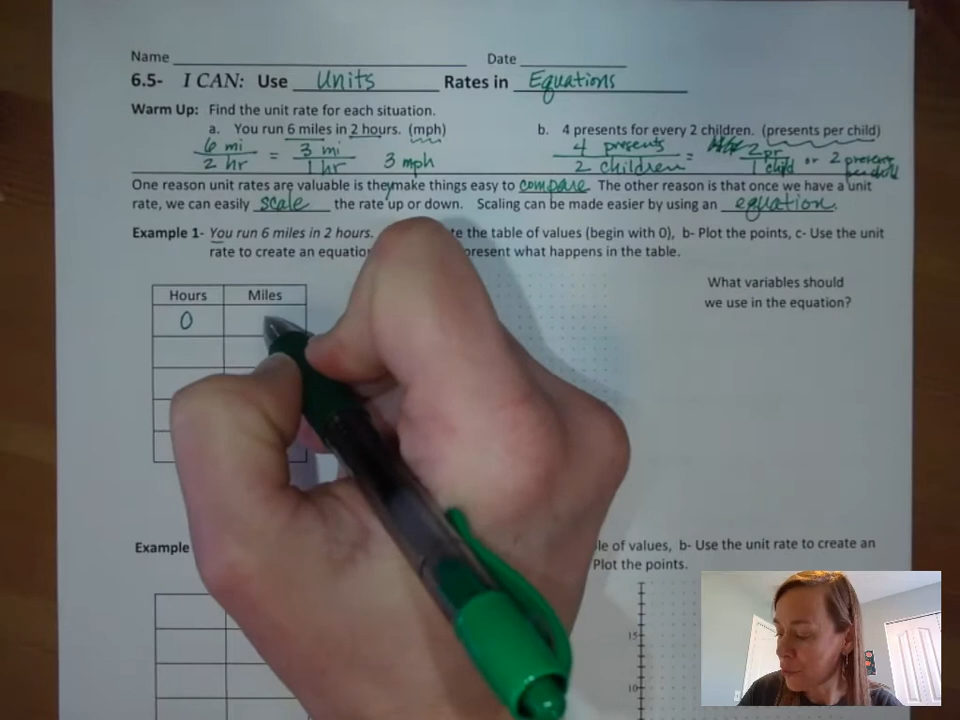 Name Date
6.5- I CAN: Use Units Rates in Equations
Warm Up: Find the unit rate for each situation.
a. You run 6 miles in 2 hours. (mph)
6 mi / 2 hr = 3 mi / 1 hr 3 mph
b. 4 presents for every 2 children. (presents per child)
4 presents / 2 children = 2 pr / 1 child or 2 presents per child
One reason unit rates are valuable is they make things easy to compare The other reason is that once we have a unit
rate, we can easily scale the rate up or down. Scaling can be made easier by using an equation.
Example 1- You run 6 miles in 2 hours. te the table of values (begin with 0), b- Plot the points, c- Use the unit
rate to create an equation present what happens in the table.
Hours Miles
0
What variables should
we use in the equation?
Example le of values, b- Use the unit rate to create an
Plot the points.
15
10